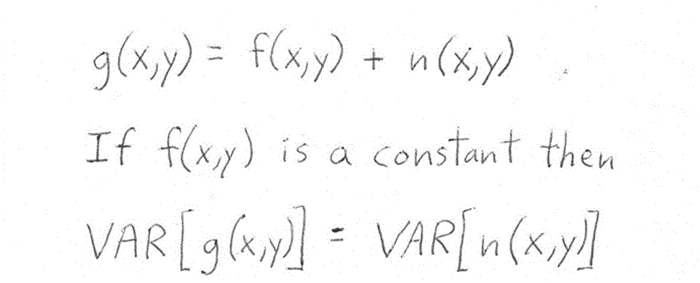 g(x,y) = f(x,y) + n(x,y)
If f(x,y) is a constant then
VAR[g(x,y)] = VAR[n(x,y)]